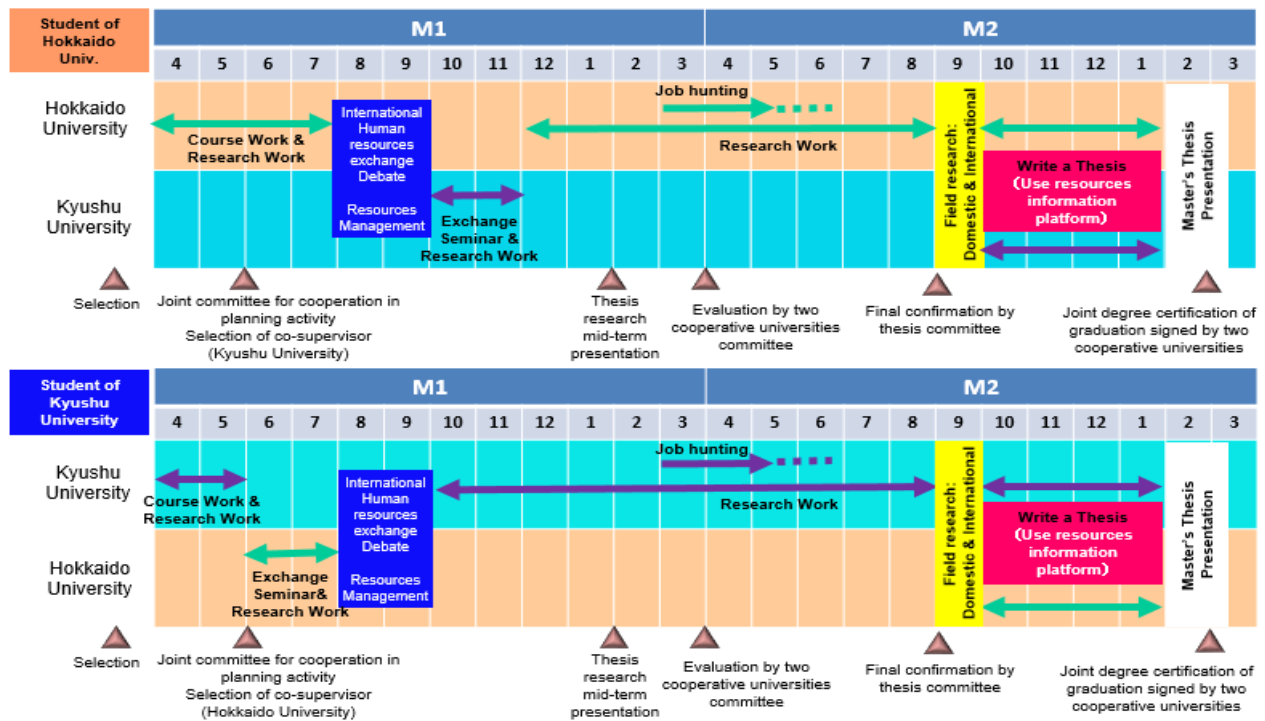 Student of
Hokkaido
Univ.
M1
M2
4 5 6 7 8 9 10 11 12 1 2 3 4 5 6 7 8 9 10 11 12 1 2 3
Hokkaido
University
Kyushu
University
Course Work &
Research Work
International
Human
resources
exchange
Debate
Resources
Management
Exchange
Seminar &
Research Work
Job hunting
Research Work
Field research:
Domestic & International
Write a Thesis
(Use resources
information
platform)
Master's Thesis
Presentation
Selection
Joint committee for cooperation in
planning activity
Selection of co-supervisor
(Kyushu University)
Thesis
research
mid-term
presentation
Evaluation by two
cooperative universities
committee
Final confirmation by
thesis committee
Joint degree certification of
graduation signed by two
cooperative universities
Student of
Kyushu
University
M1
M2
4 5 6 7 8 9 10 11 12 1 2 3 4 5 6 7 8 9 10 11 12 1 2 3
Kyushu
University
Hokkaido
University
Course Work &
Research Work
Exchange
Seminar&
Research Work
International
Human
resources
exchange
Debate
Resources
Management
Job hunting
Research Work
Field research:
Domestic & International
Write a Thesis
(Use resources
information
platform)
Master's Thesis
Presentation
Selection
Joint committee for cooperation in
planning activity
Selection of co-supervisor
(Hokkaido University)
Thesis
research
mid-term
presentation
Evaluation by two
cooperative universities
committee
Final confirmation by
thesis committee
Joint degree certification of
graduation signed by two
cooperative universities